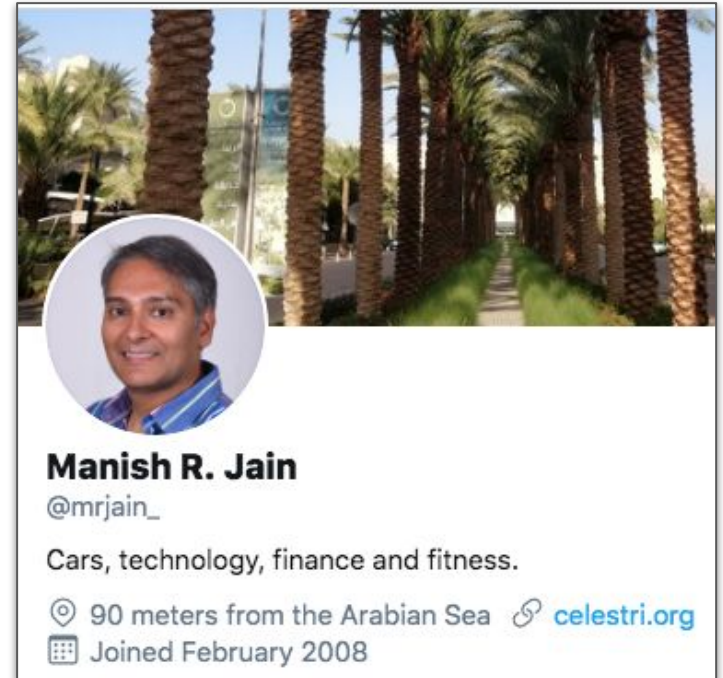 Manish R. Jain
@mrjain_
Cars, technology, finance and fitness.
90 meters from the Arabian Sea celestri.org
Joined February 2008